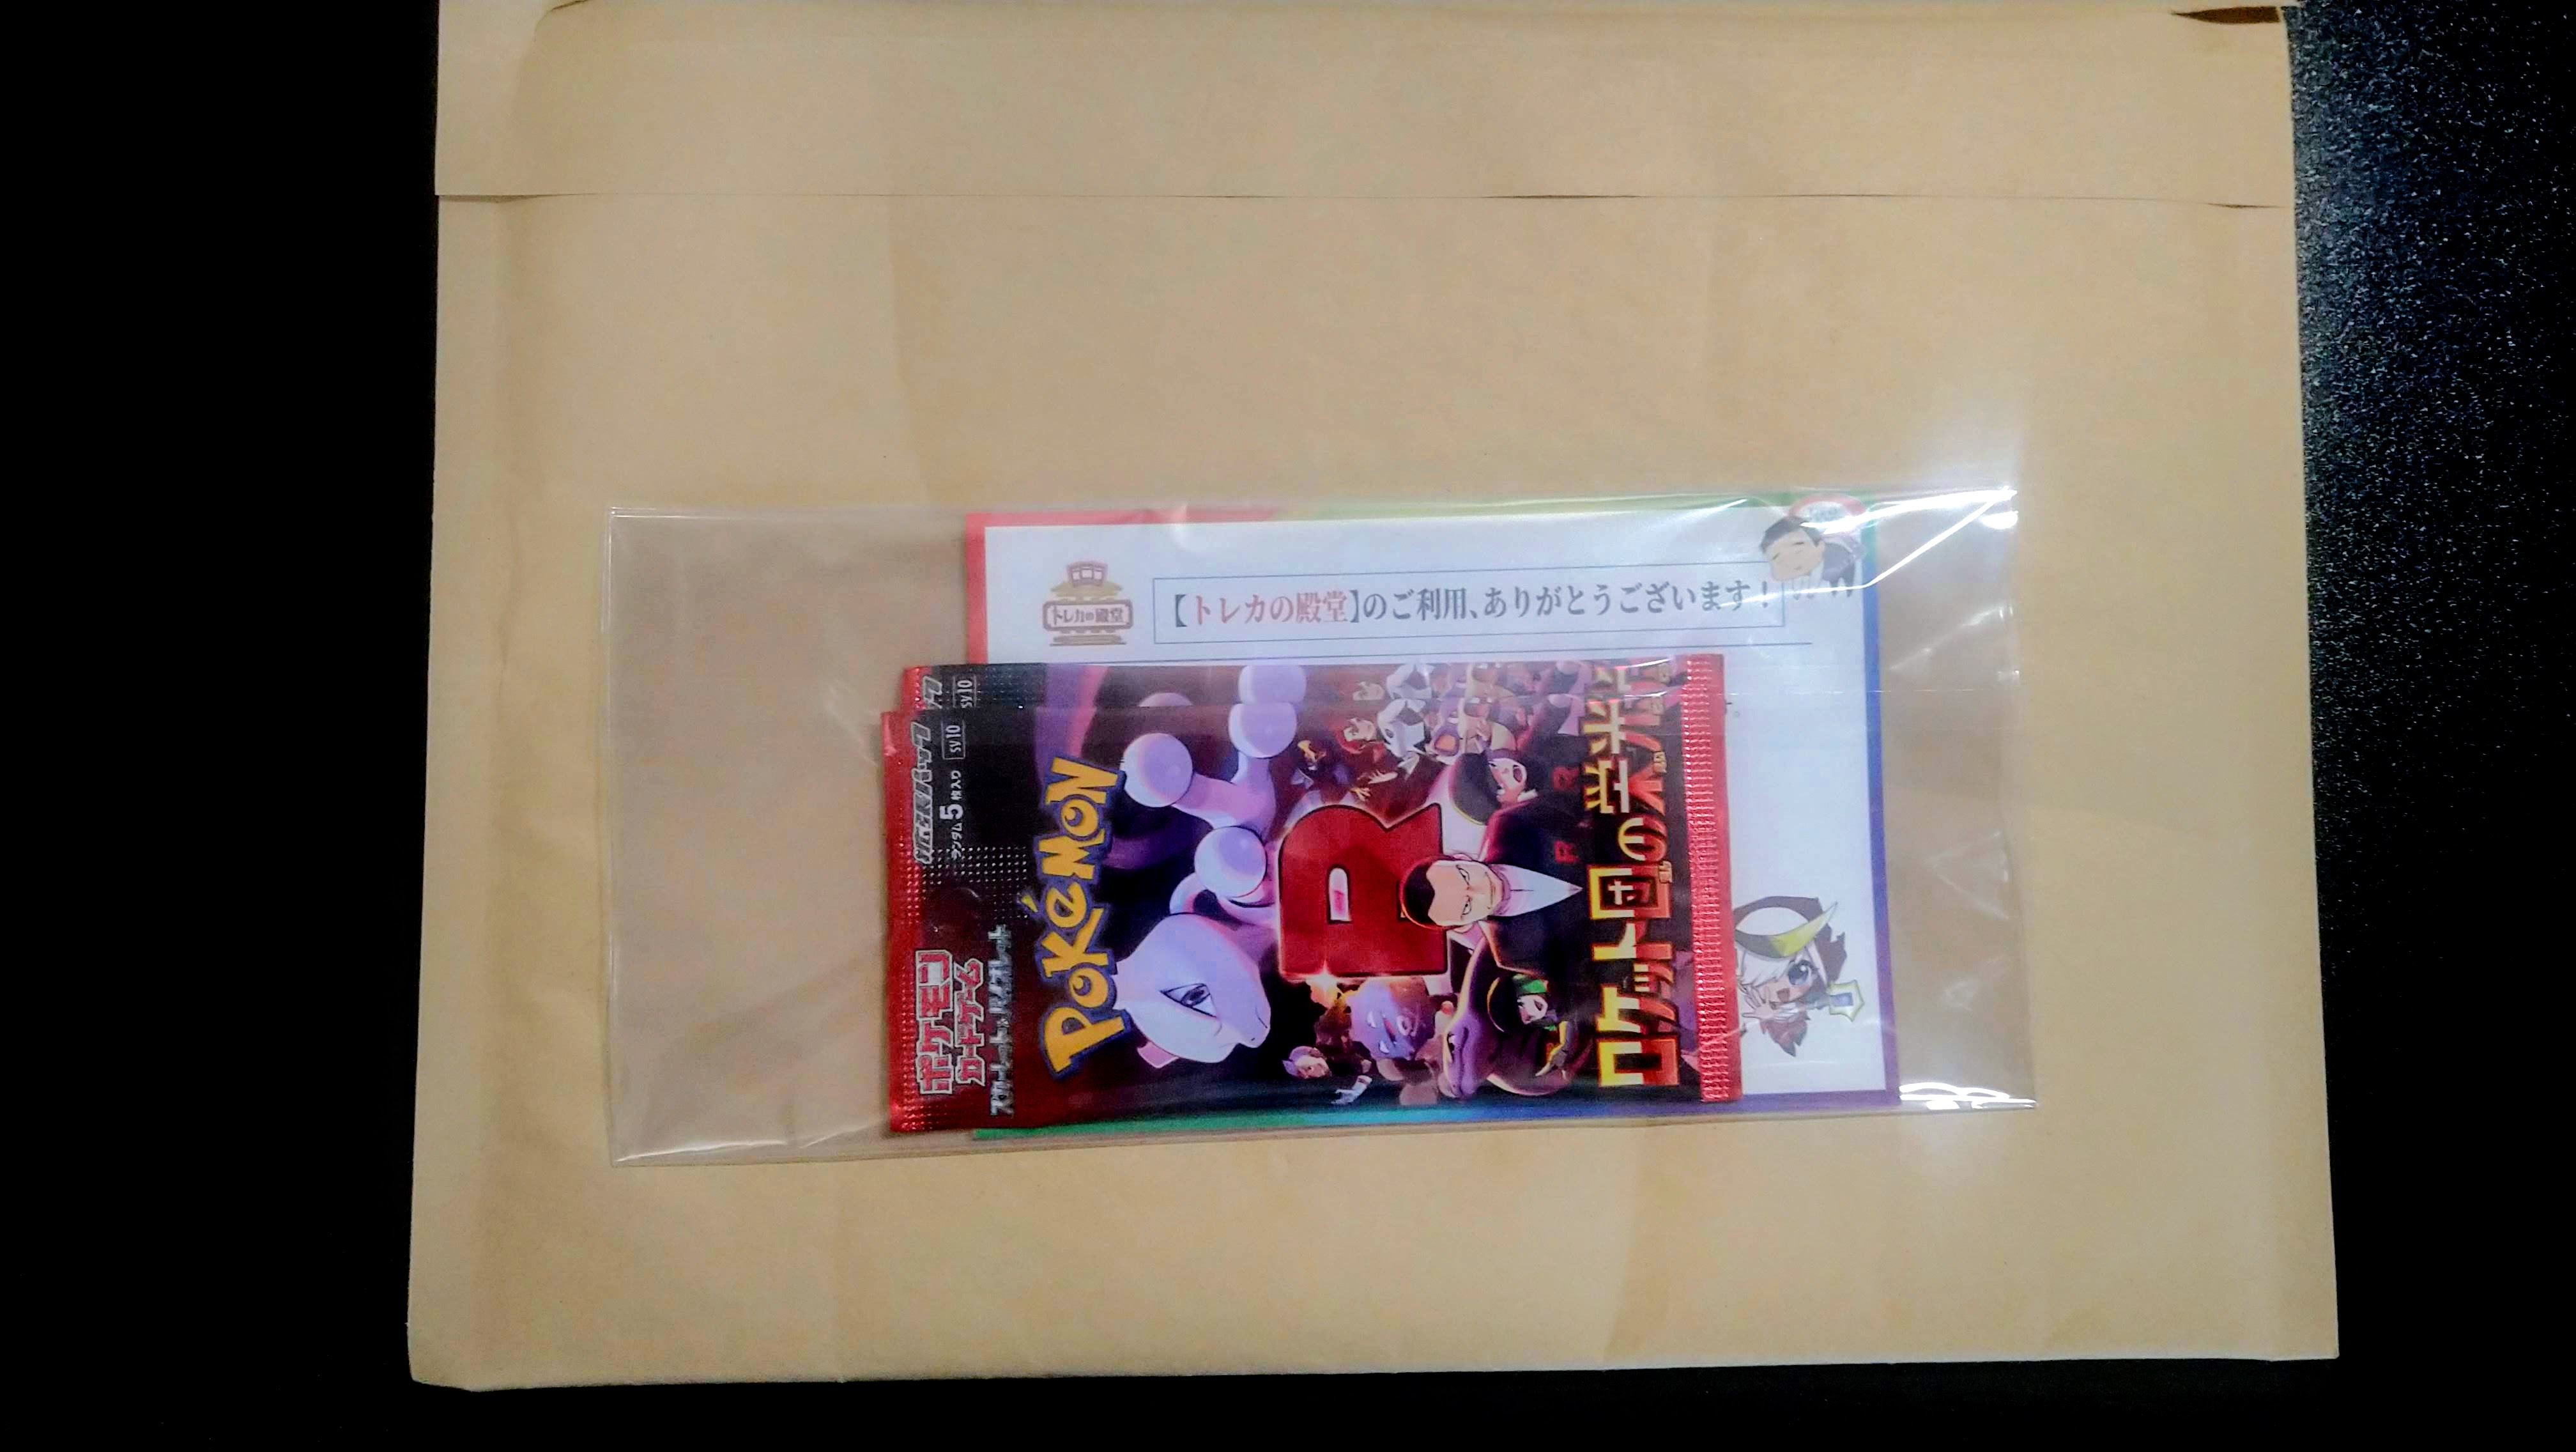 トレカの殿堂
【トレカの殿堂】のご利用、ありがとうございます！
SV10
拡張パック
SV10
ランダム5枚入り
ポケモン
カードゲーム
スカーレット&バイオレット
POKÉMON
R
R
R
ロケット団の栄光